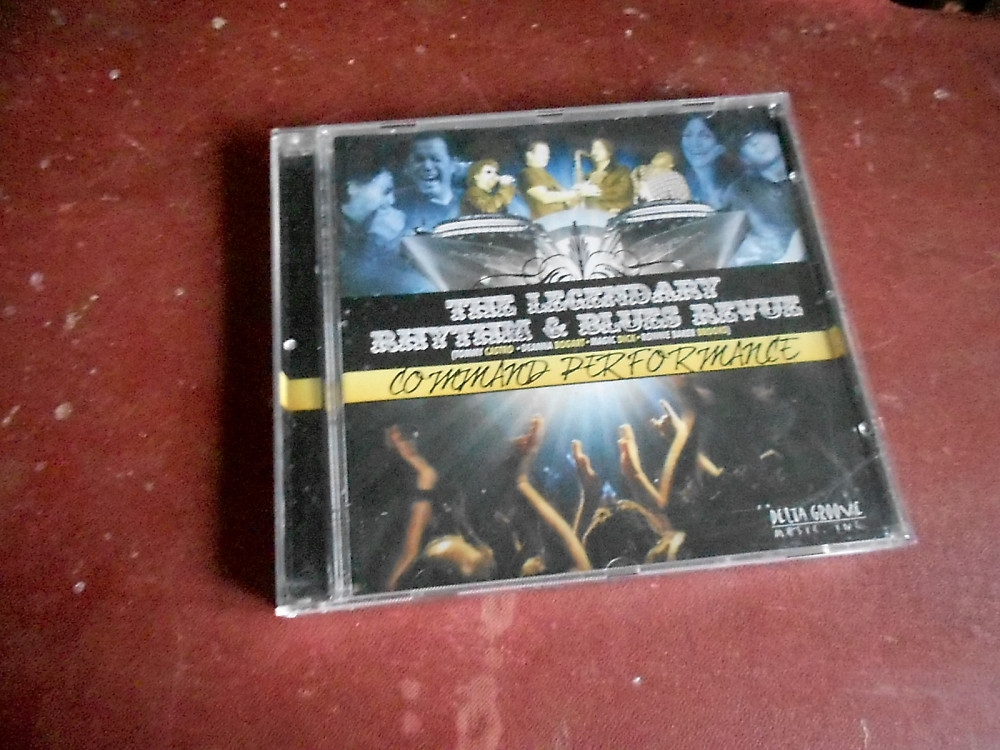 THE LEGENDARY
RHYTHM & BLUES REVUE
(TOMMY CASTRO • DEANNA BOGART • MAGIC DICK • RONNIE BAKER BROOKS)
COMMAND PERFORMANCE
DELTA GROOVE
MUSIC, INC.